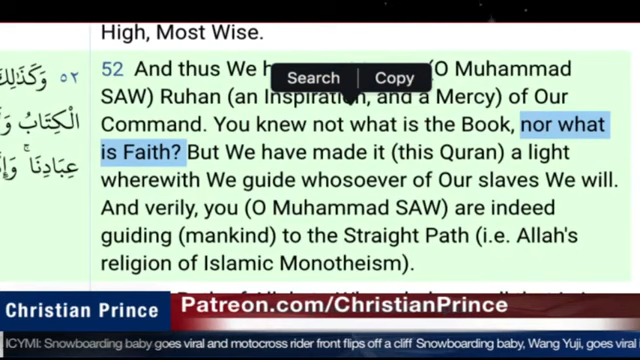 High, Most Wise.
52 And thus We (O Muhammad
SAW) Ruhan (an Inspiration, and a Mercy) of Our
Command. You knew not what is the Book, nor what
is Faith? But We have made it (this Quran) a light
wherewith We guide whosoever of Our slaves We will.
And verily, you (O Muhammad SAW) are indeed
guiding (mankind) to the Straight Path (i.e. Allah's
religion of Islamic Monotheism).
Search Copy
٥٢ وَكَذَٰلِكَ
الْكِتَابُ
عِبَادِنَا ۚ
Christian Prince
Patreon.com/ChristianPrince
ICYMI: Snowboarding baby goes viral and motocross rider front flips off a cliff Snowboarding baby, Wang Yuji, goes viral